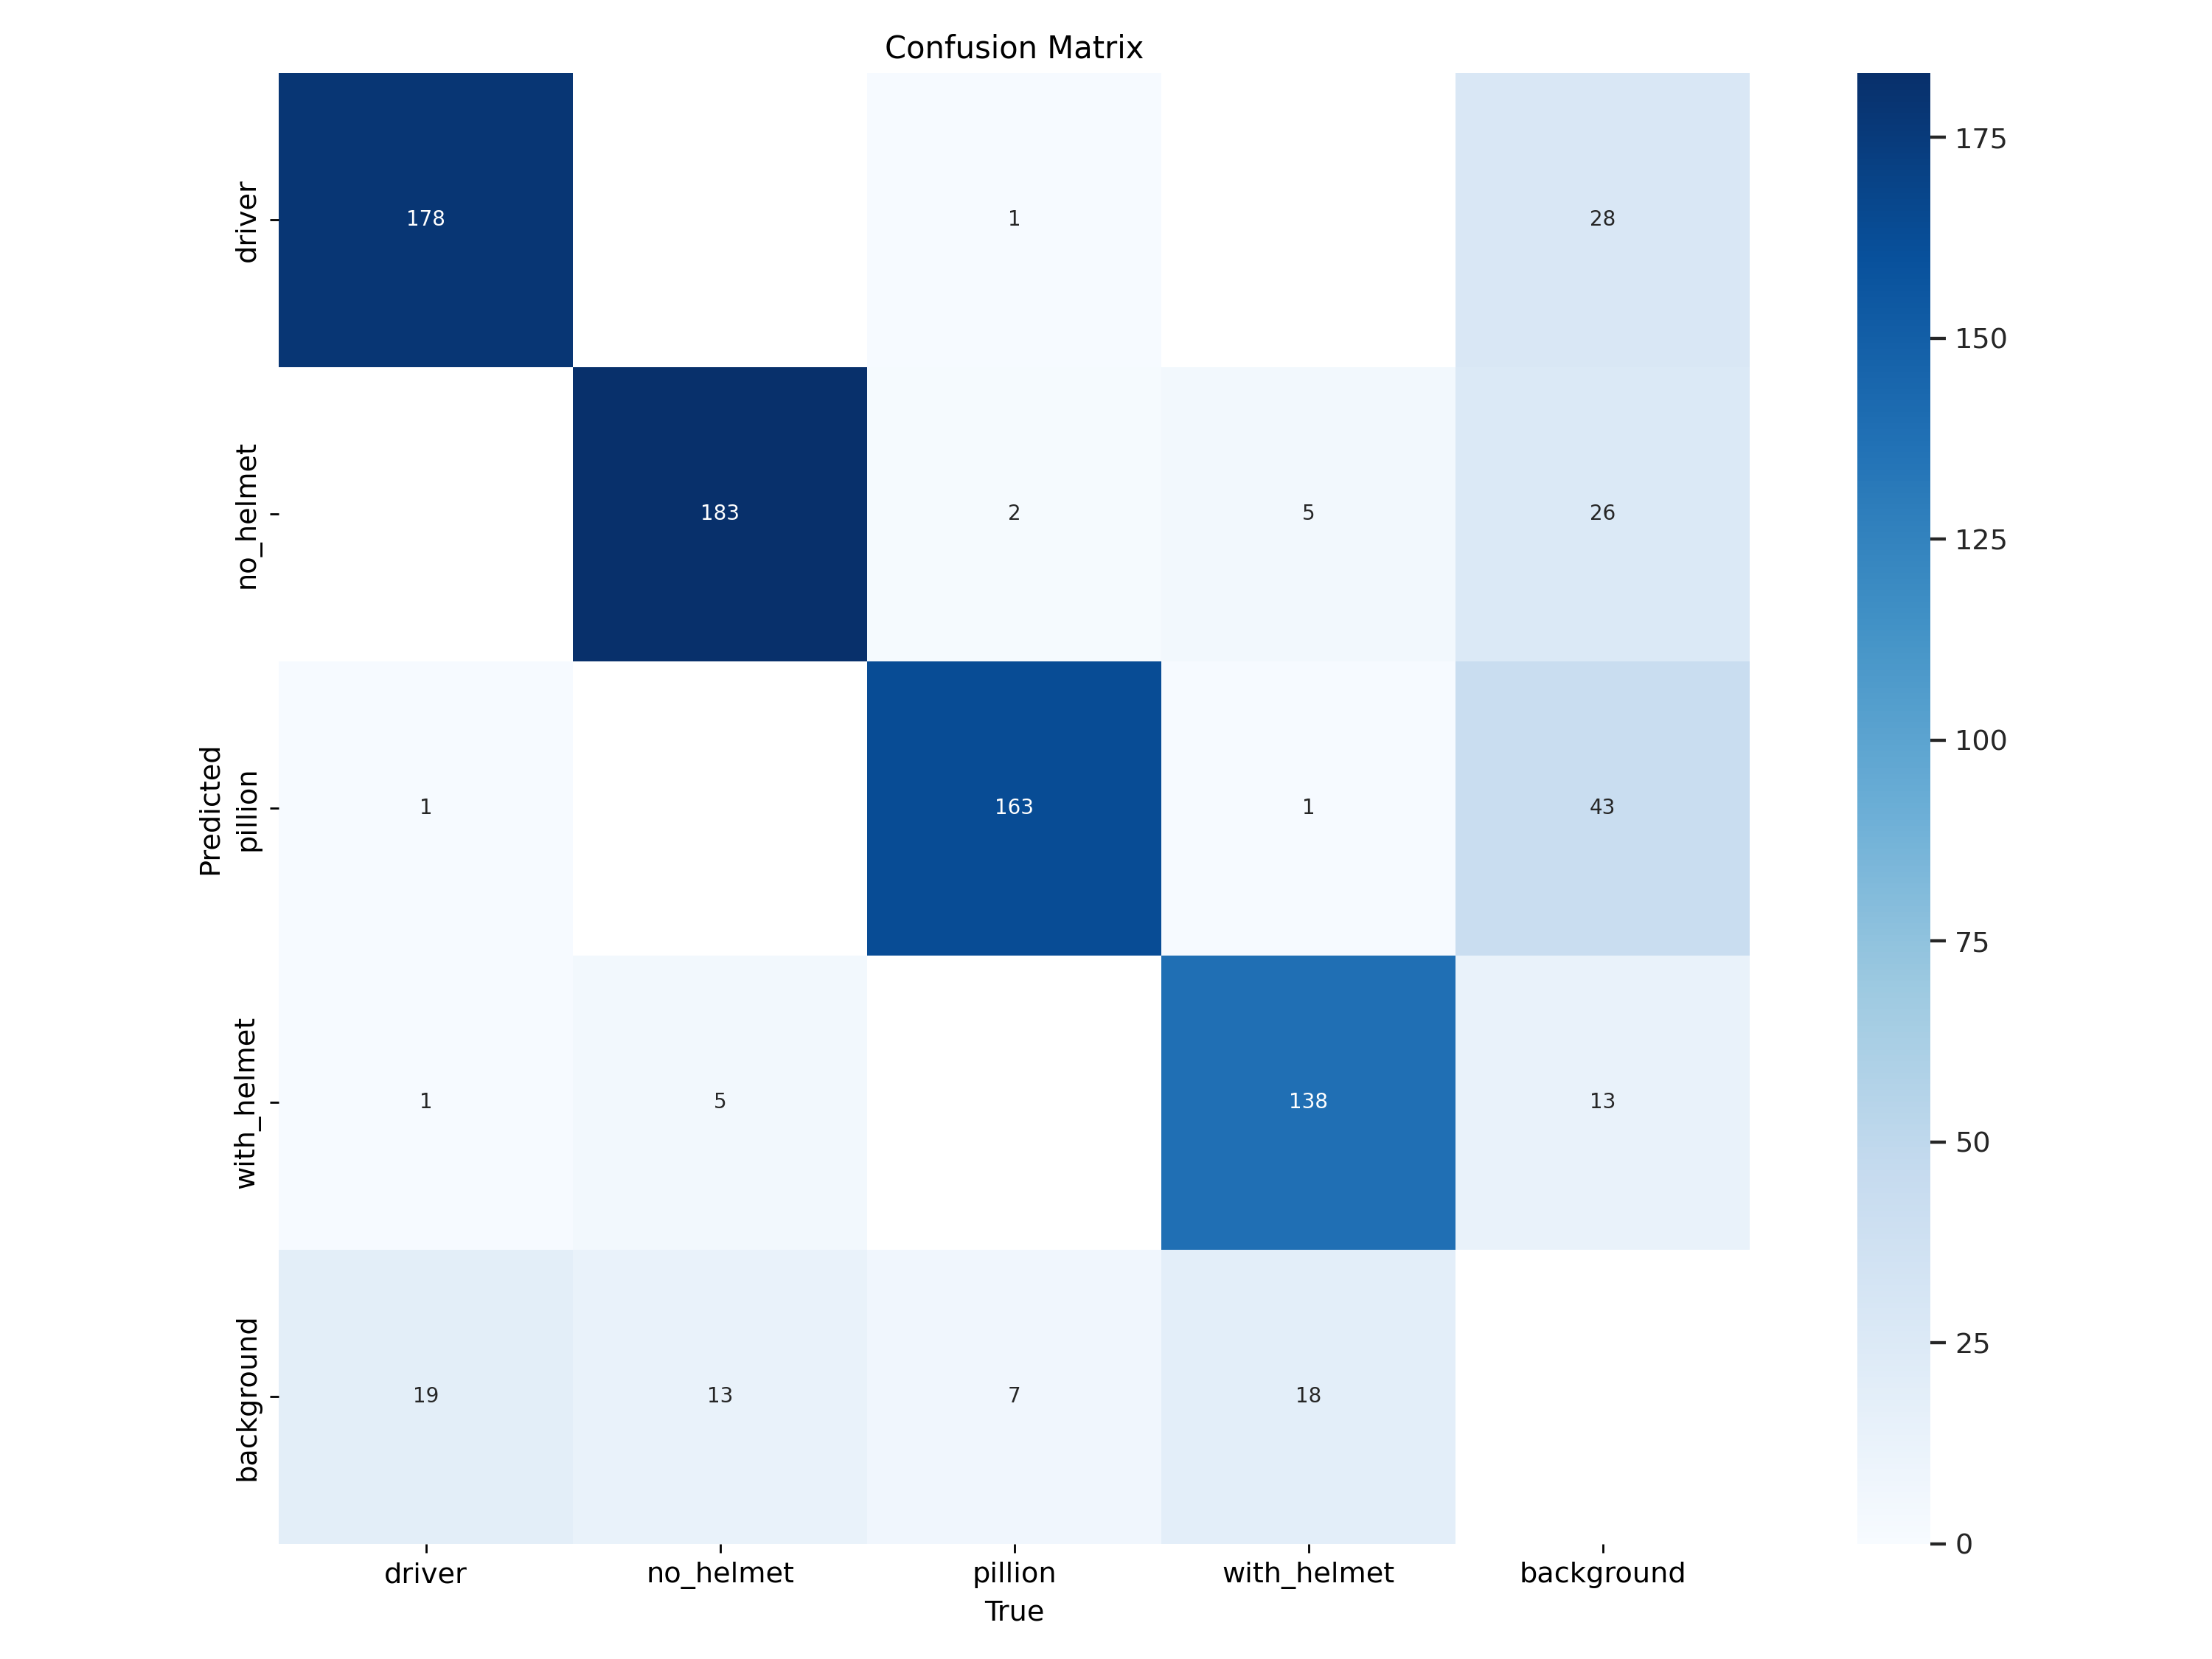 Confusion Matrix
driver
178
1
28
no_helmet
183
2
5
26
Predicted
pillion
1
163
1
43
with_helmet
1
5
138
13
background
19
13
7
18
driver
no_helmet
pillion
with_helmet
background
True
175
150
125
100
75
50
25
0